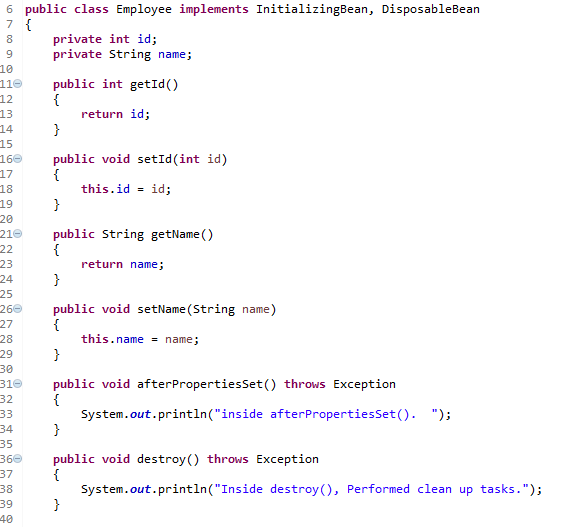 6 public class Employee implements InitializingBean, DisposableBean
7 {
8     private int id;
9     private String name;
10
11     public int getId()
12     {
13         return id;
14     }
15
16     public void setId(int id)
17     {
18         this.id = id;
19     }
20
21     public String getName()
22     {
23         return name;
24     }
25
26     public void setName(String name)
27     {
28         this.name = name;
29     }
30
31     public void afterPropertiesSet() throws Exception
32     {
33         System.out.println("inside afterPropertiesSet().  ");
34     }
35
36     public void destroy() throws Exception
37     {
38         System.out.println("Inside destroy(), Performed clean up tasks.");
39     }
40